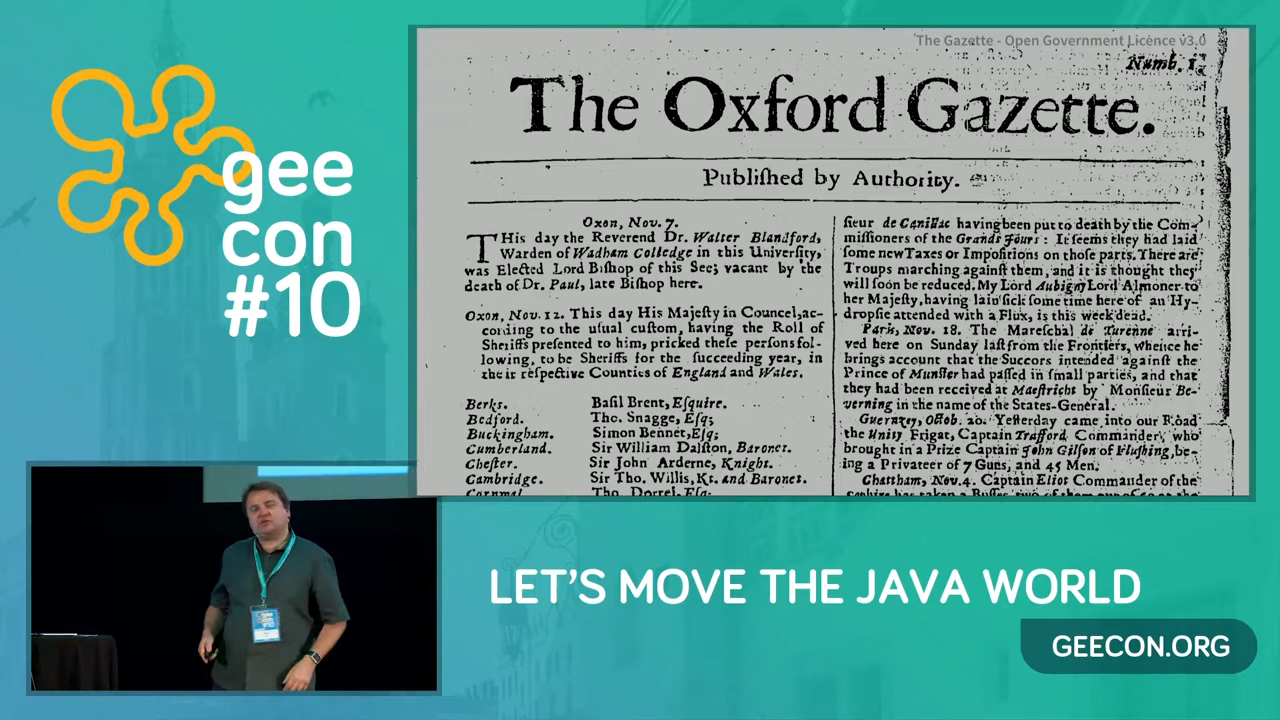 gee
con
#10
The Gazette - Open Government Licence v3.0
Numb. 1.
The Oxford Gazette.
Publiſhed by Authority.
Oxon, Nov. 7.
THis day the Reverend Dr. Walter Blandford,
Warden of Wadham Colledge in this Univerſity,
was Elected Lord Biſhop of this See; vacant by the
death of Dr. Paul, late Biſhop here.
Oxon, Nov. 12. This day His Majeſty in Councel, ac-
cording to the uſual cuſtom, having the Roll of
Sheriffs preſented to him, pricked theſe perſons fol-
lowing, to be Sheriffs for the ſucceeding year, in
their reſpective Counties of England and Wales.
Berks. Baſil Brent, Eſquire.
Bedford. Tho. Snagge, Eſq;
Buckingham. Simon Bennet, Eſq;
Cumberland. Sir William Dalſton, Baronet.
Cheſter. Sir John Arderne, Knight.
Cambridge. Sir Tho. Willis, Kt. and Baronet.
Cornwal Tho. Dorrel, Eſq;
ſieur de Canillac having been put to death by the Com-
miſſioners of the Grands Jours: It ſeems they had laid
ſome new Taxes or Impoſitions on thoſe parts. There are
Troups marching againſt them, and it is thought they
will ſoon be reduced. My Lord Aubigny Lord Almoner to
her Majeſty, having lain ſick ſome time here of an Hy-
dropſie attended with a Flux, is this week dead.
Paris, Nov. 18. The Mareſchal de Turenne arri-
ved here on Sunday laſt from the Frontiers, whence he
brings account that the Succors intended againſt the
Prince of Munſter had paſſed in ſmall parties, and that
they had been received at Maeſtricht by Monſieur Be-
verning in the name of the States-General.
Guernzey, Octob. 20. Yeſterday came into our Road
the Unity Frigat, Captain Trafford Commander, who
brought in a Prize Captain John Gilſon of Fluſhing, be-
ing a Privateer of 7 Guns, and 45 Men.
Chattham, Nov. 4. Captain Eliot Commander of the
LET'S MOVE THE JAVA WORLD
GEECON.ORG